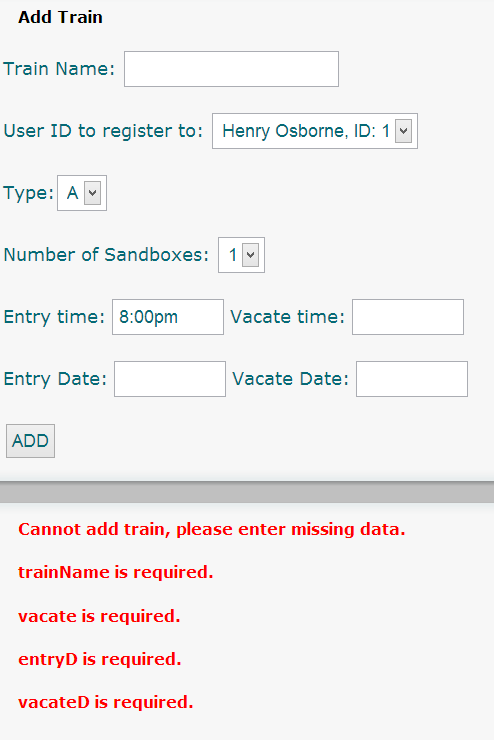 Add Train
Train Name:
User ID to register to: Henry Osborne, ID: 1
Type: A
Number of Sandboxes: 1
Entry time: 8:00pm Vacate time:
Entry Date: Vacate Date:
ADD
Cannot add train, please enter missing data.
trainName is required.
vacate is required.
entryD is required.
vacateD is required.